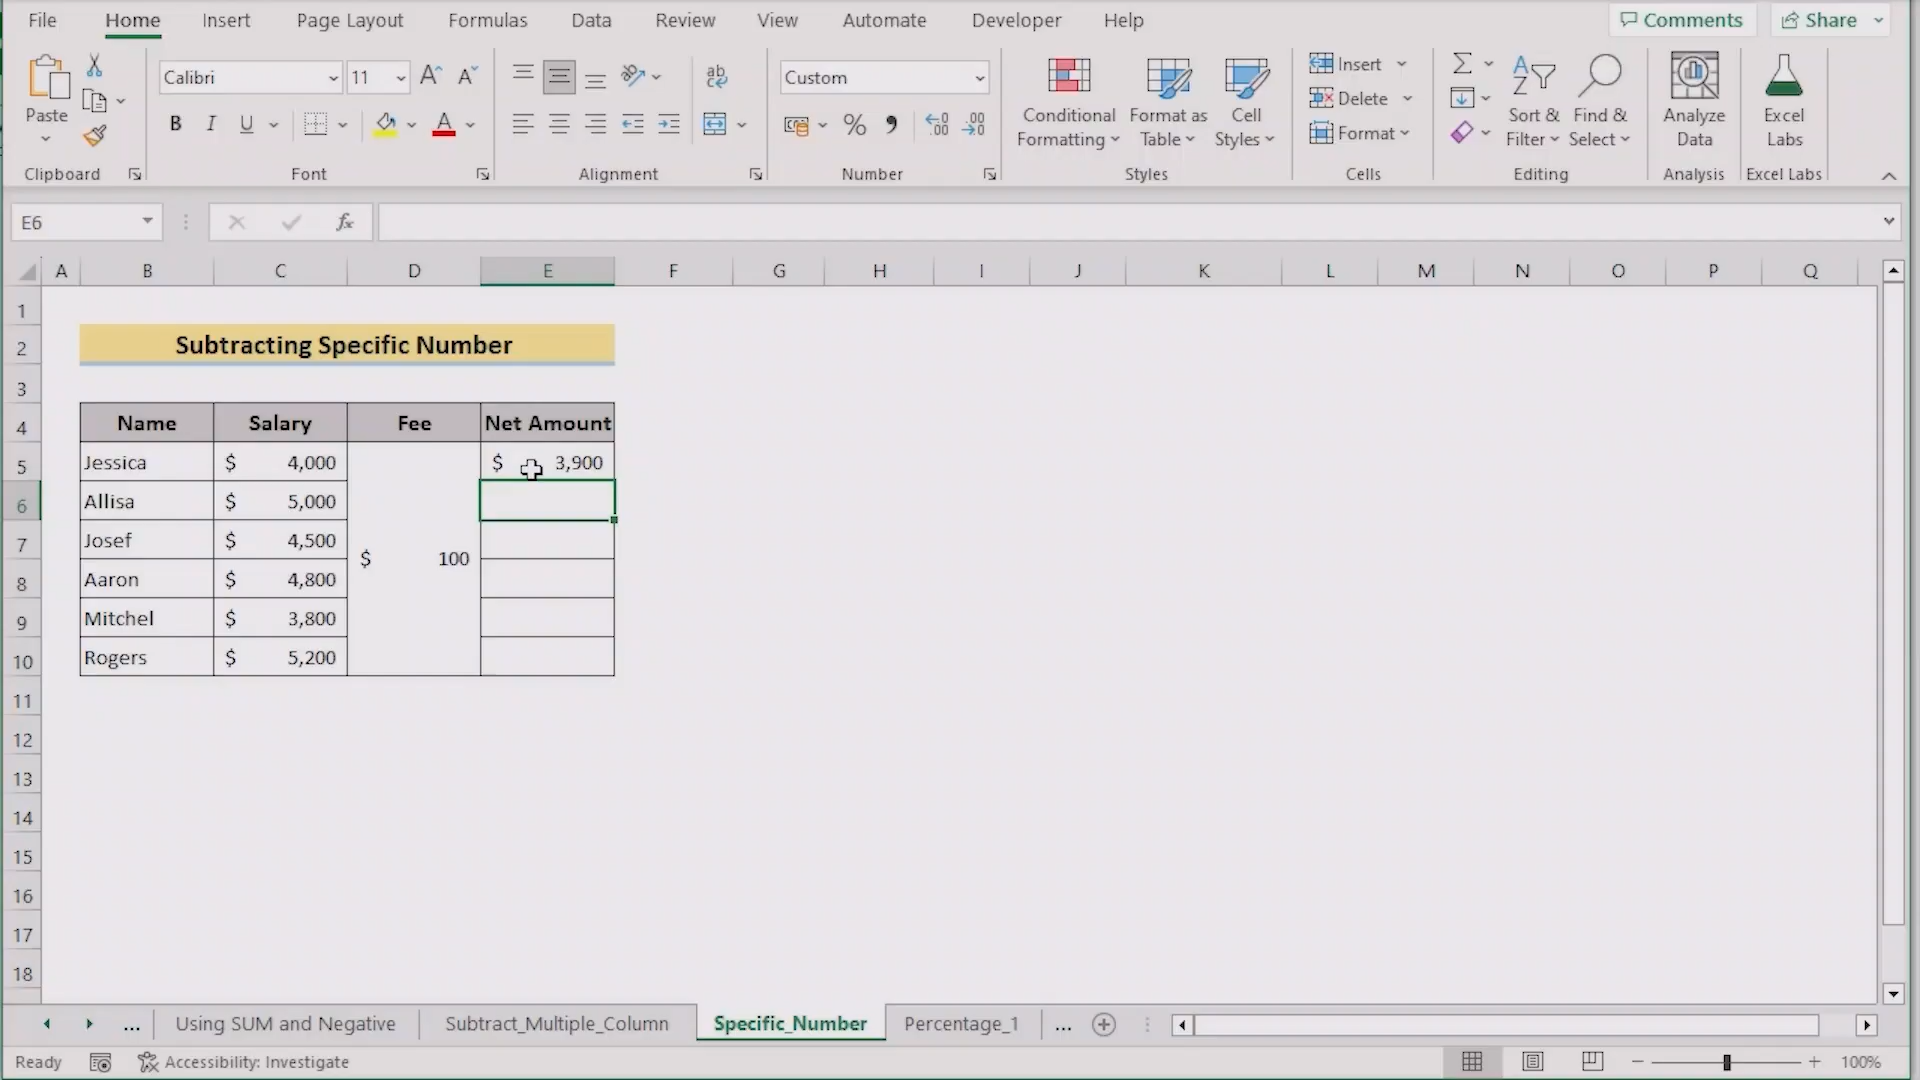 File Home Insert Page Layout Formulas Data Review View Automate Developer Help Comments Share
Paste
Calibri 11 A A
B I U A
ab
Custom
% 9
Conditional Formatting
Format as Table
Cell Styles
Insert
Delete
Format
Sort & Filter
Find & Select
Analyze Data
Excel Labs
Clipboard Font Alignment Number Styles Cells Editing Analysis Excel Labs
E6 fx
A B C D E F G H I J K L M N O P Q
1
2 Subtracting Specific Number
3
4 Name Salary Fee Net Amount
5 Jessica $ 4,000 $ 3,900
6 Allisa $ 5,000
7 Josef $ 4,500
$ 100
8 Aaron $ 4,800
9 Mitchel $ 3,800
10 Rogers $ 5,200
11
12
13
14
15
16
17
18
... Using SUM and Negative Subtract_Multiple_Column Specific_Number Percentage_1 ...
Ready Accessibility: Investigate 100%